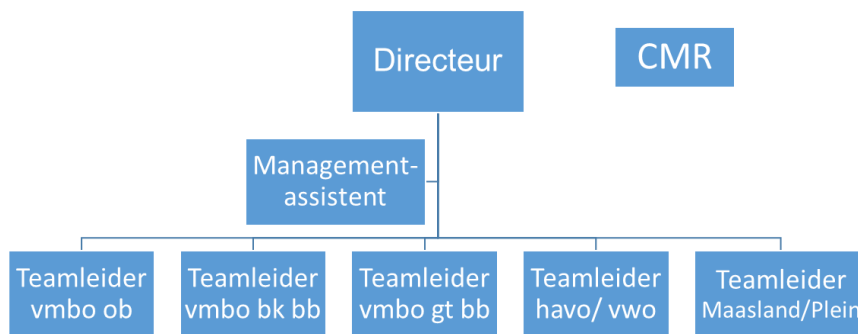 Directeur
CMR
Management-
assistent
Teamleider
vmbo ob
Teamleider
vmbo bk bb
Teamleider
vmbo gt bb
Teamleider
havo/ vwo
Teamleider
Maasland/Plein